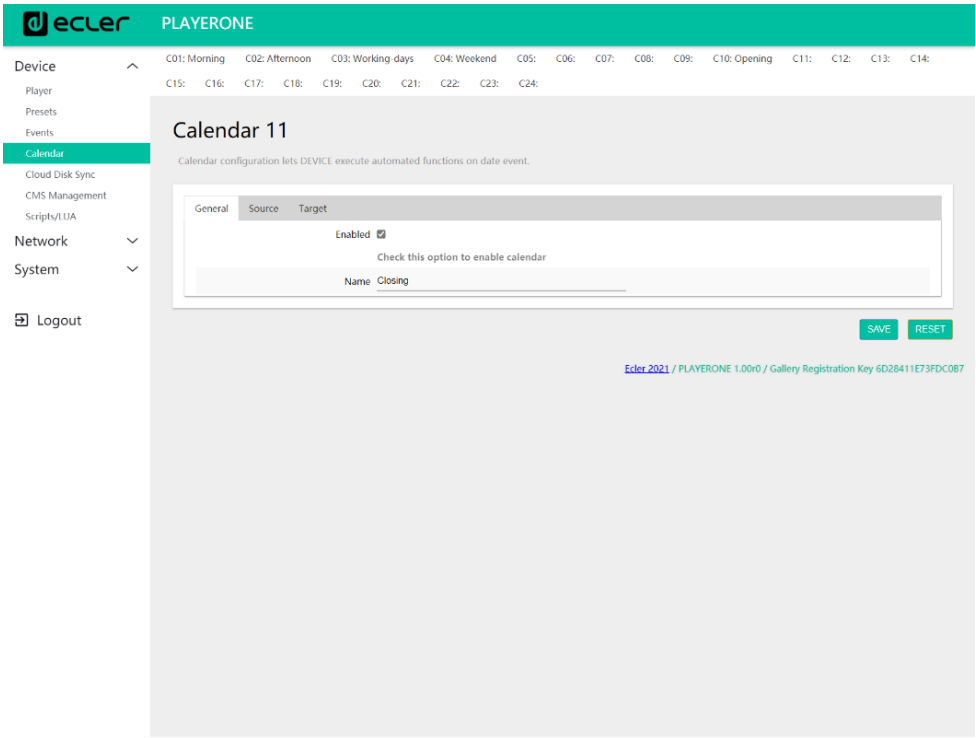 ecler PLAYERONE
Device
Player
Presets
Events
Calendar
Cloud Disk Sync
CMS Management
Scripts/LUA
Network
System
Logout
C01: Morning C02: Afternoon C03: Working-days C04: Weekend C05: C06: C07: C08: C09: C10: Opening C11: C12: C13: C14:
C15: C16: C17: C18: C19: C20: C21: C22: C23: C24:
Calendar 11
Calendar configuration lets DEVICE execute automated functions on date event.
General Source Target
Enabled
Check this option to enable calendar
Name Closing
SAVE RESET
Ecler 2021 / PLAYERONE 1.00r0 / Gallery Registration Key 6D28411E73FDC0B7